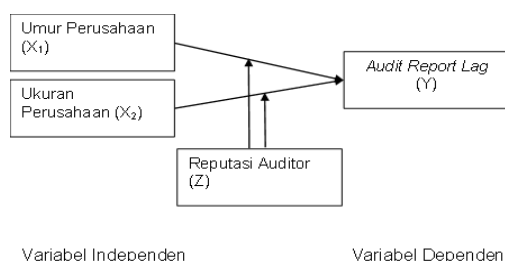 Umur Perusahaan
(X₁)
Audit Report Lag
(Y)
Ukuran
Perusahaan (X₂)
Reputasi Auditor
(Z)
Variabel Independen
Variabel Dependen